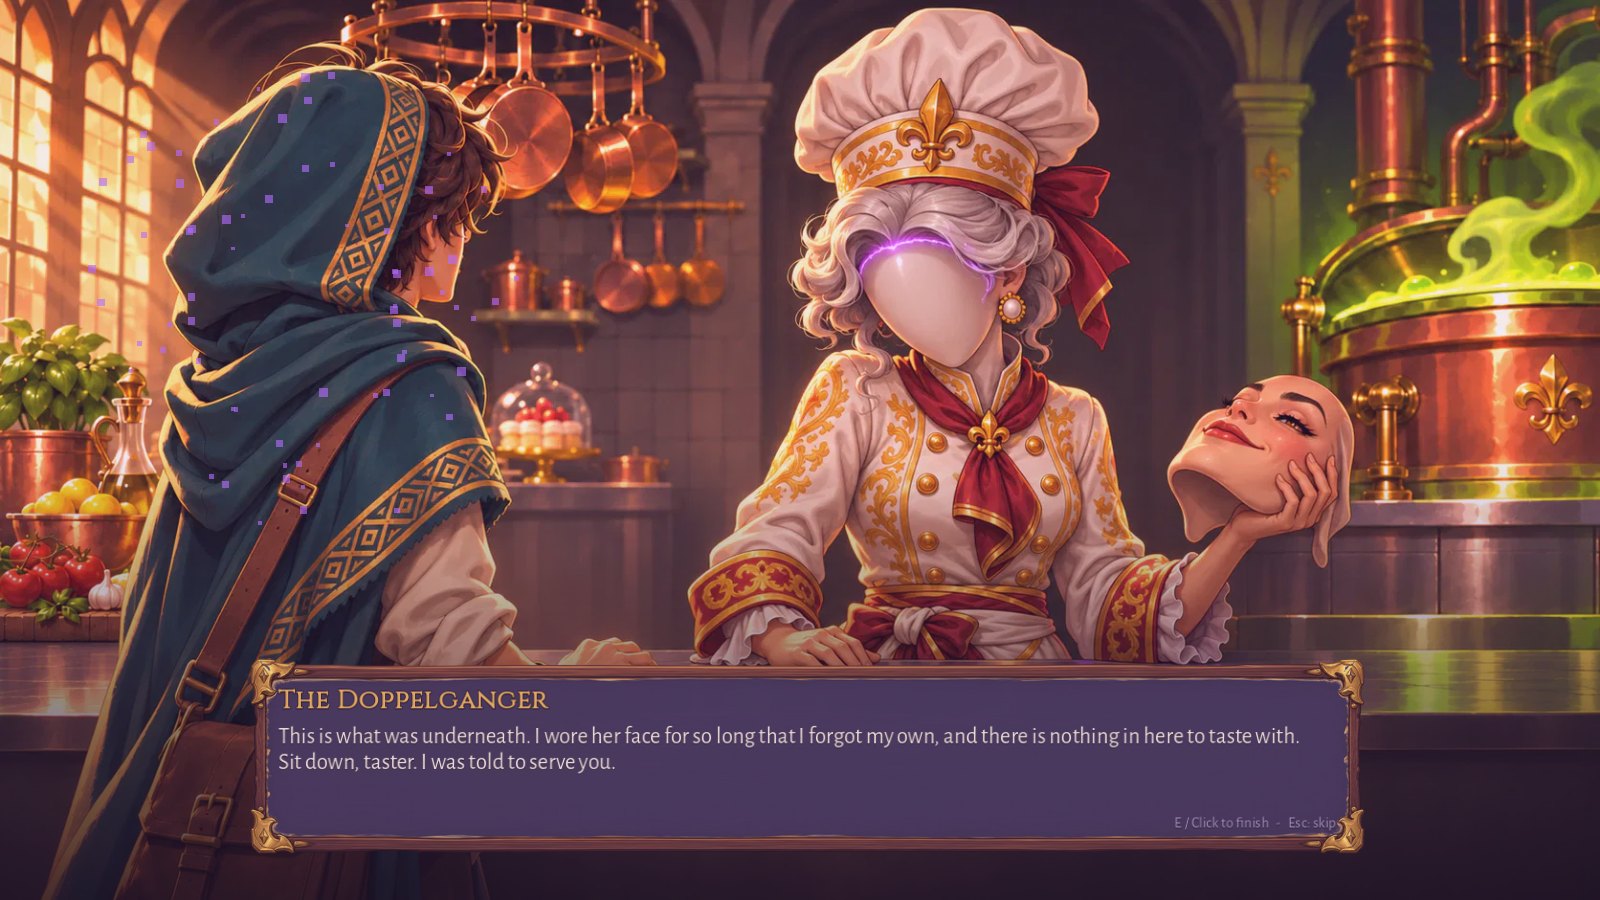 The Doppelganger
This is what was underneath. I wore her face for so long that I forgot my own, and there is nothing in here to taste with.
Sit down, taster. I was told to serve you.
E / Click to finish - Esc: skip